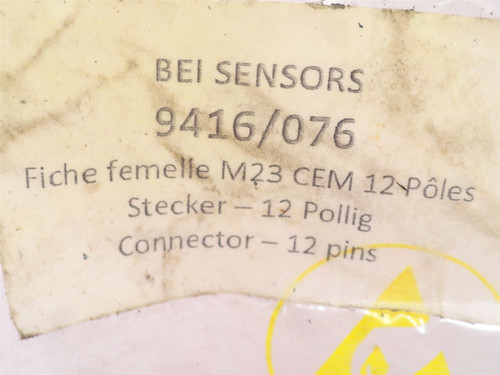 BEI SENSORS
9416/076
Fiche femelle M23 CEM 12 Pôles
Stecker – 12 Pollig
Connector – 12 pins